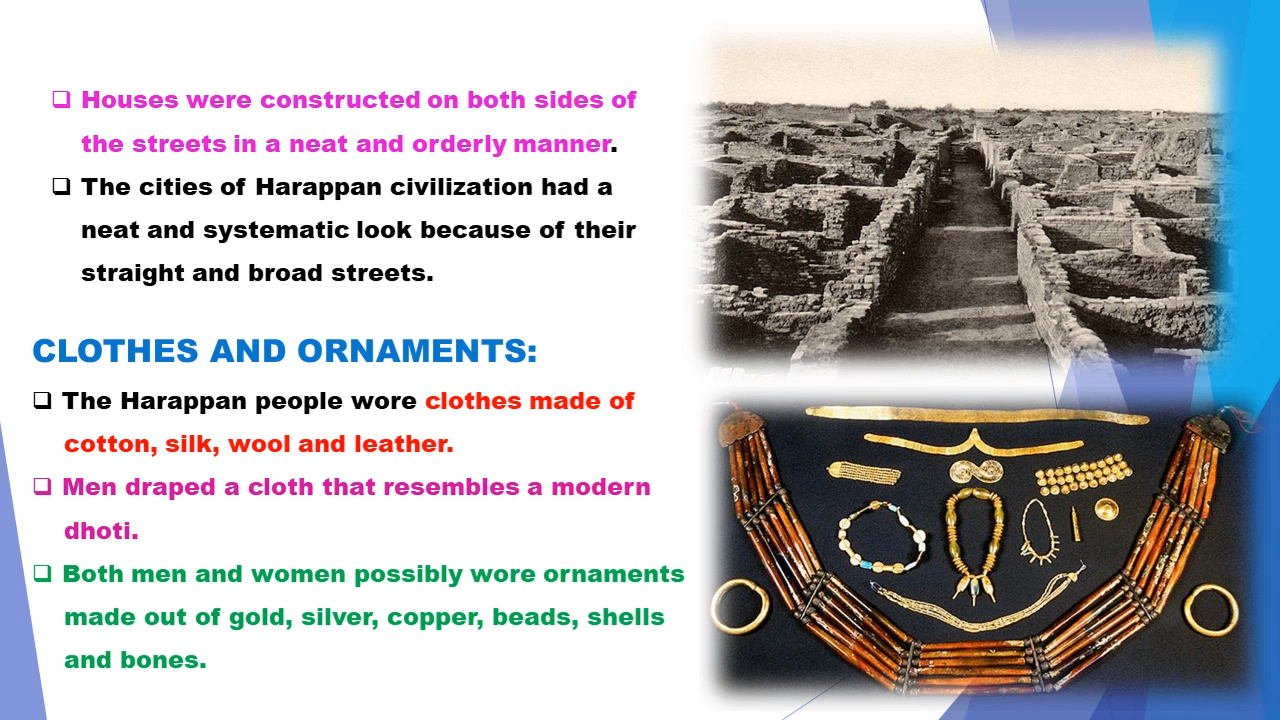 ❑ Houses were constructed on both sides of
the streets in a neat and orderly manner.
❑ The cities of Harappan civilization had a
neat and systematic look because of their
straight and broad streets.
CLOTHES AND ORNAMENTS:
❑ The Harappan people wore clothes made of
cotton, silk, wool and leather.
❑ Men draped a cloth that resembles a modern
dhoti.
❑ Both men and women possibly wore ornaments
made out of gold, silver, copper, beads, shells
and bones.